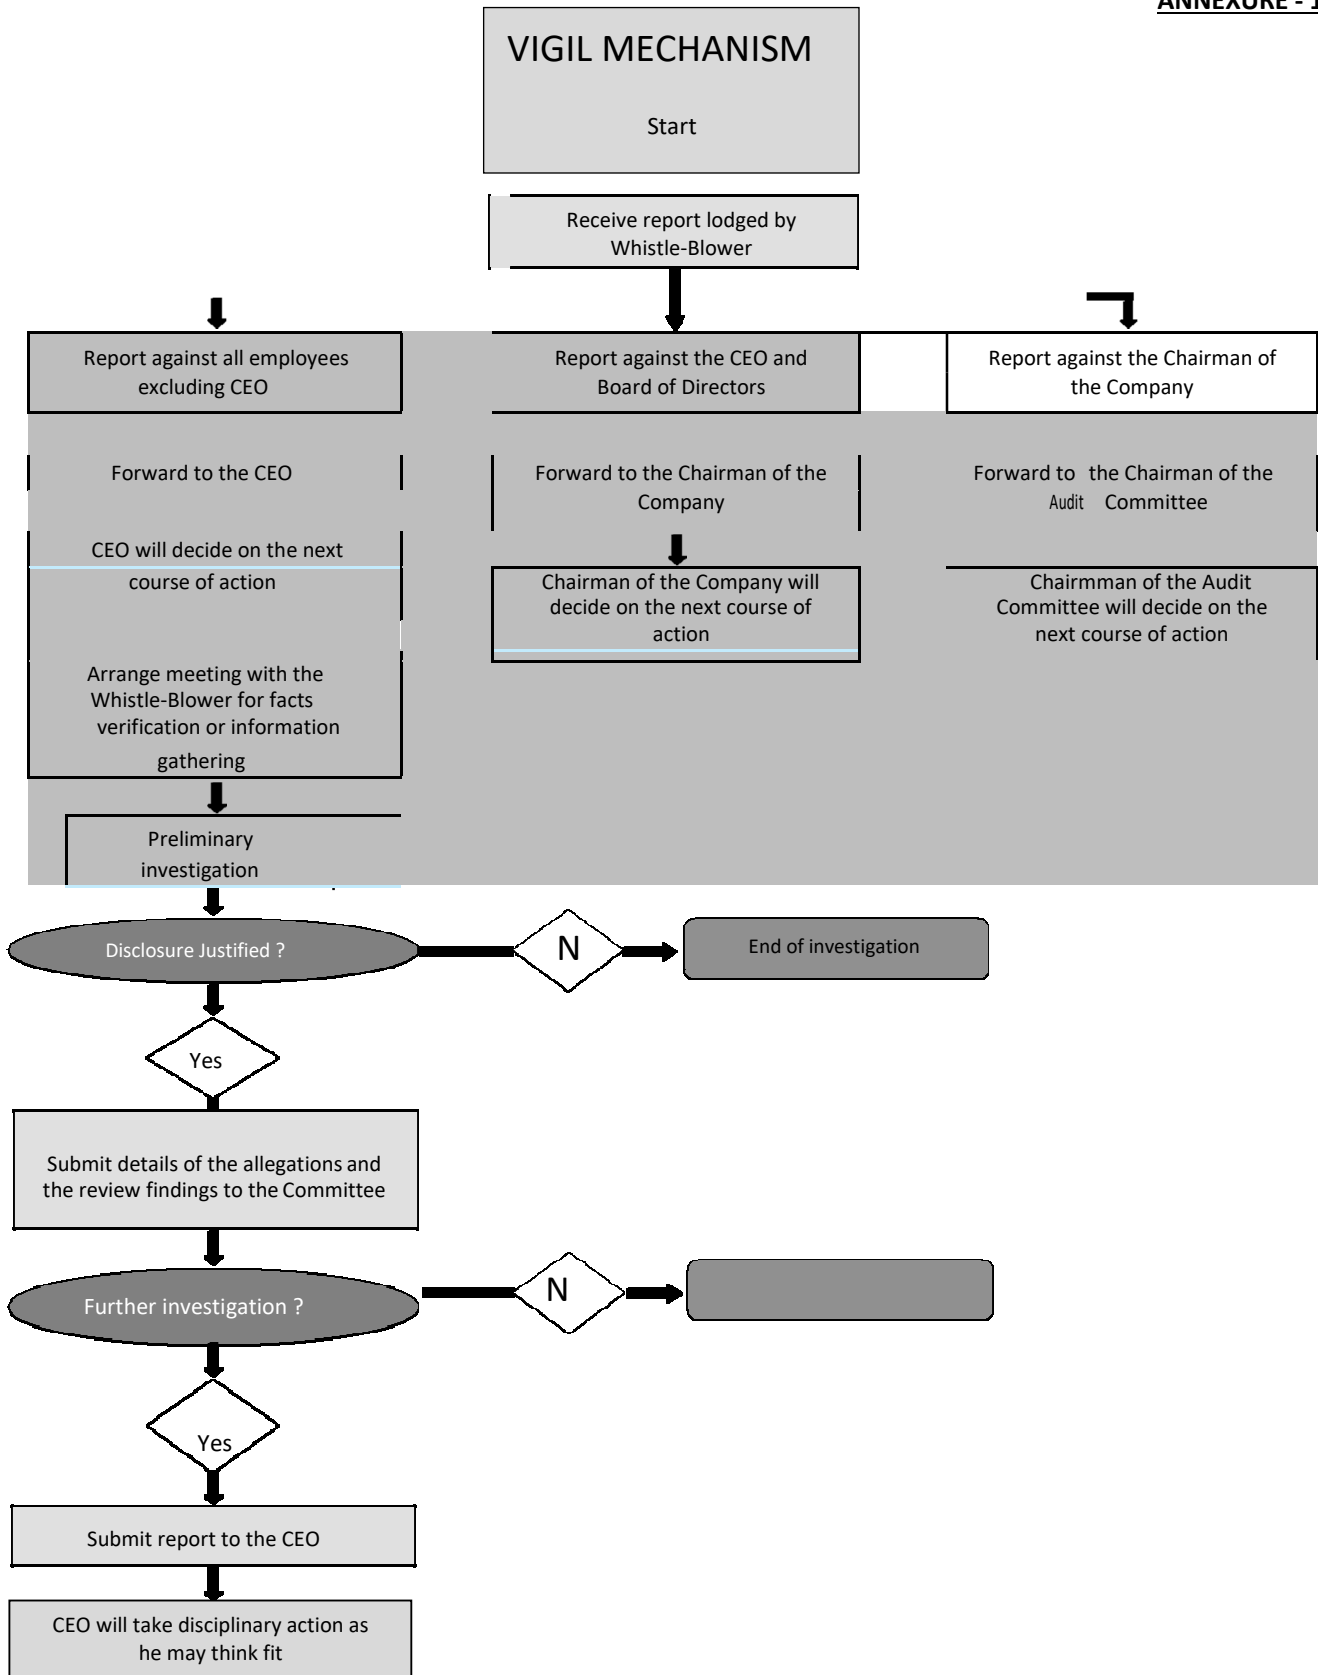 ANNEXURE - 1
VIGIL MECHANISM
Start
Receive report lodged by
Whistle-Blower
Report against all employees
excluding CEO
Report against the CEO and
Board of Directors
Report against the Chairman of
the Company
Forward to the CEO
Forward to the Chairman of the
Company
Forward to the Chairman of the
Audit Committee
CEO will decide on the next
course of action
Chairman of the Company will
decide on the next course of
action
Chairmman of the Audit
Committee will decide on the
next course of action
Arrange meeting with the
Whistle-Blower for facts
verification or information
gathering
Preliminary
investigation
Disclosure Justified ?
N
End of investigation
Yes
Submit details of the allegations and
the review findings to the Committee
Further investigation ?
N
Yes
Submit report to the CEO
CEO will take disciplinary action as
he may think fit